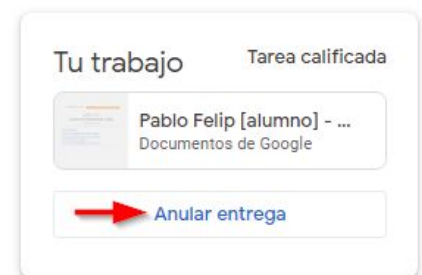 Tu trabajo
Tarea calificada
Pablo Felip [alumno] - ...
Documentos de Google
Anular entrega